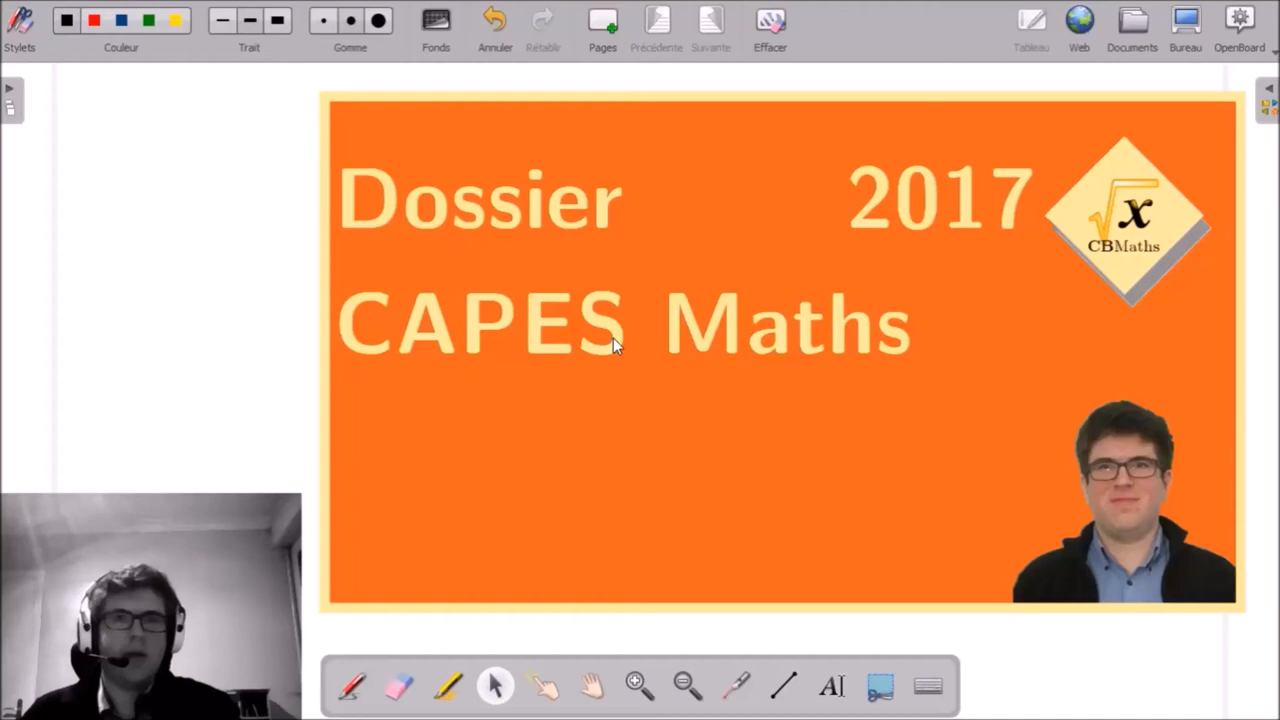 Stylets Couleur Trait Gomme Fonds Annuler Rétablir Pages Précédente Suivante Effacer Tableau Web Documents Bureau OpenBoard
Dossier 2017
√x
CBMaths
CAPES Maths
AI